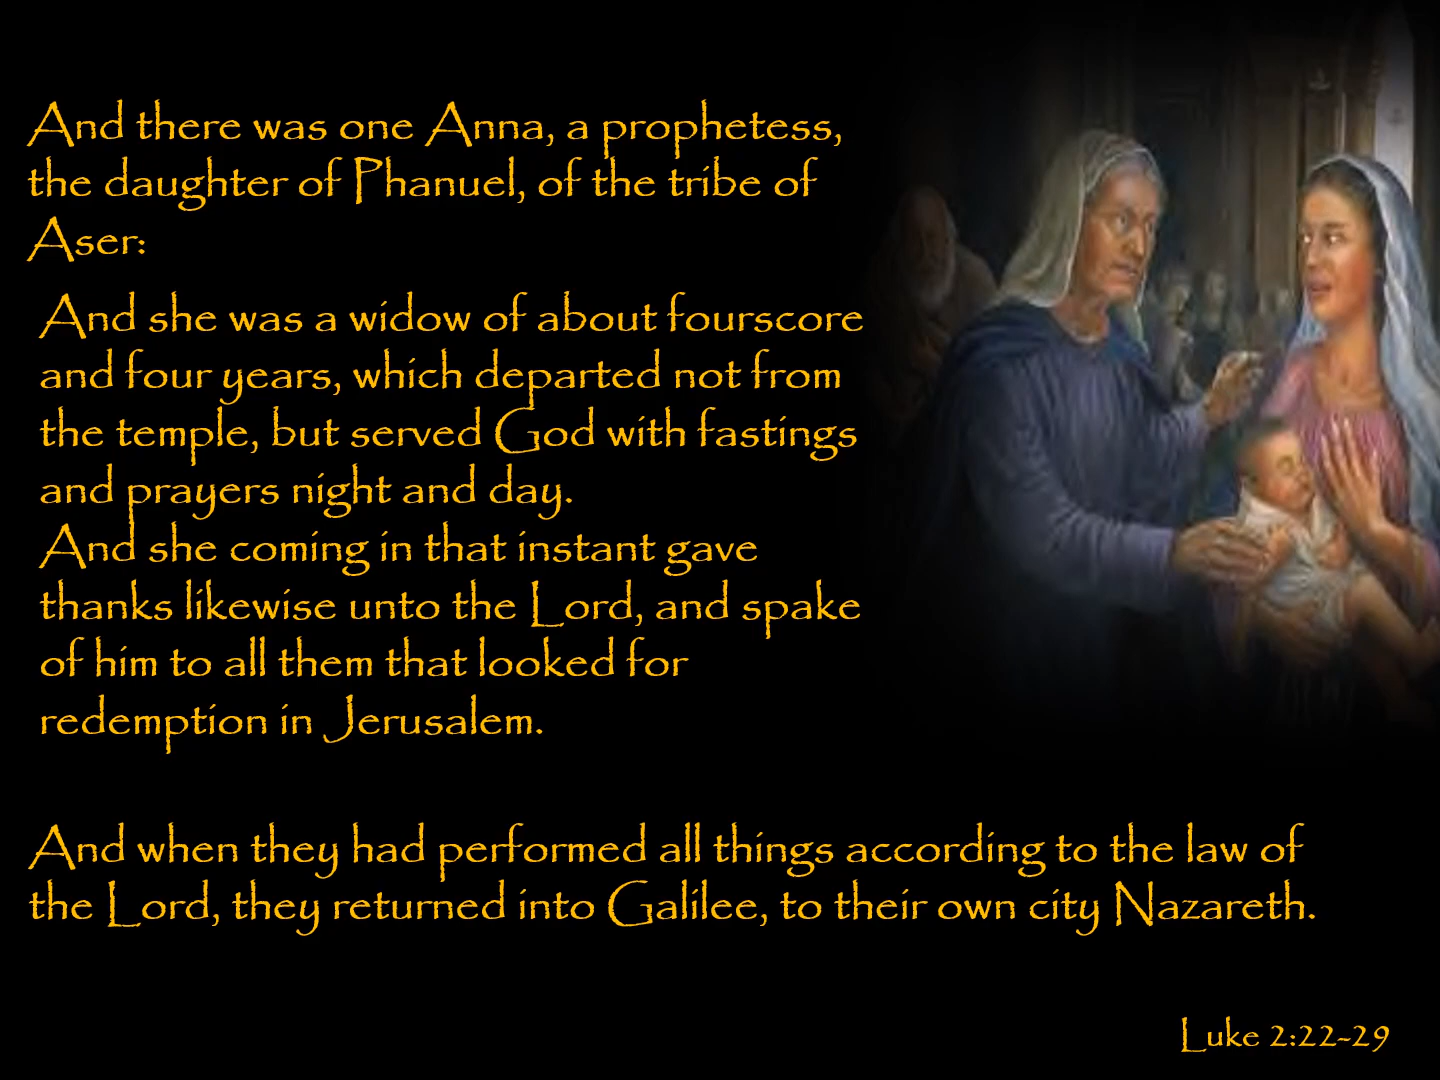 And there was one Anna, a prophetess,
the daughter of Phanuel, of the tribe of
Aser:
And she was a widow of about fourscore
and four years, which departed not from
the temple, but served God with fastings
and prayers night and day.
And she coming in that instant gave
thanks likewise unto the Lord, and spake
of him to all them that looked for
redemption in Jerusalem.
And when they had performed all things according to the law of
the Lord, they returned into Galilee, to their own city Nazareth.
Luke 2:22-29